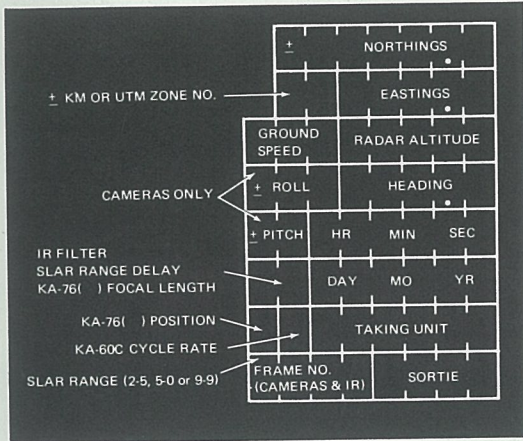 ± NORTHINGS
± KM OR UTM ZONE NO.
EASTINGS
GROUND
SPEED
RADAR ALTITUDE
CAMERAS ONLY
± ROLL
HEADING
± PITCH
HR MIN SEC
IR FILTER
SLAR RANGE DELAY
KA-76( ) FOCAL LENGTH
DAY MO YR
KA-76( ) POSITION
TAKING UNIT
KA-60C CYCLE RATE
SLAR RANGE (2-5, 5-0 or 9-9)
FRAME NO.
(CAMERAS & IR)
SORTIE